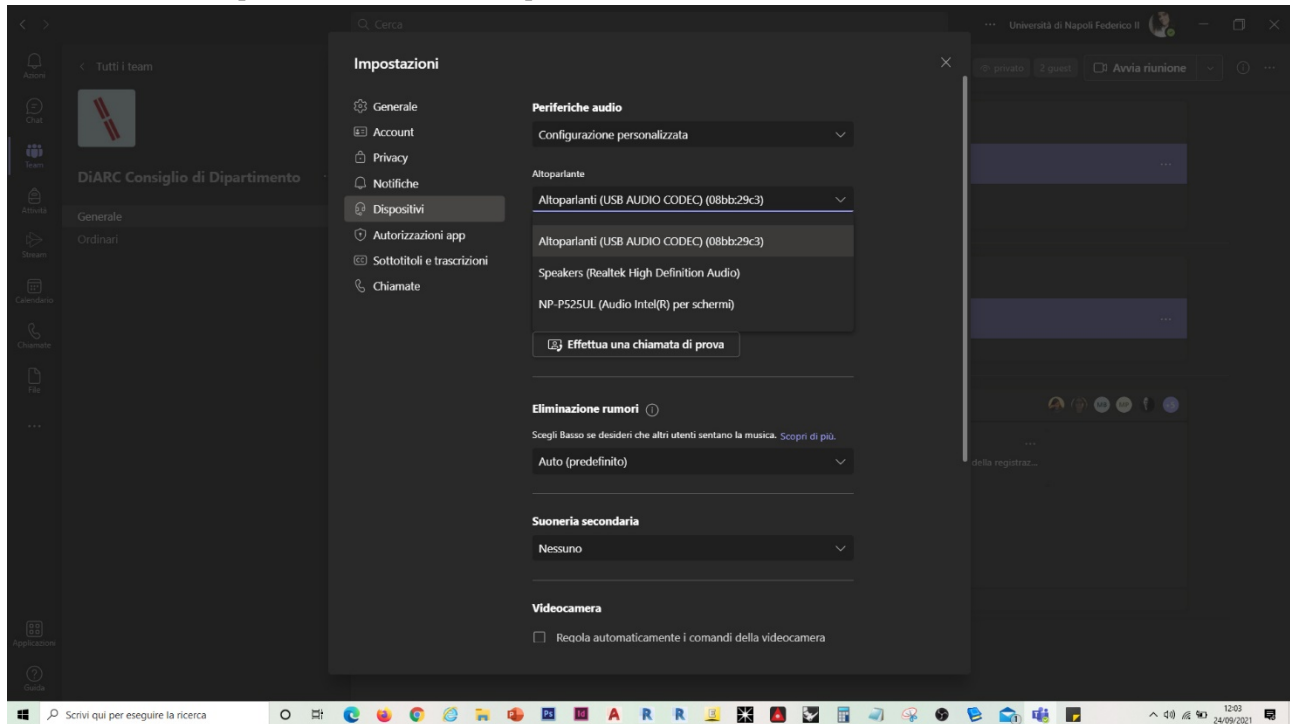 Cerca
Università di Napoli Federico II
Azioni
Chat
Team
Attività
Stream
Calendario
Chiamate
File
Applicazioni
Guida
Tutti i team
DiARC Consiglio di Dipartimento
Generale
Ordinari
privato
2 guest
Avvia riunione
Impostazioni
Generale
Account
Privacy
Notifiche
Dispositivi
Autorizzazioni app
Sottotitoli e trascrizioni
Chiamate
Periferiche audio
Configurazione personalizzata
Altoparlante
Altoparlanti (USB AUDIO CODEC) (08bb:29c3)
Altoparlanti (USB AUDIO CODEC) (08bb:29c3)
Speakers (Realtek High Definition Audio)
NP-P525UL (Audio Intel(R) per schermi)
Effettua una chiamata di prova
Eliminazione rumori
Scegli Basso se desideri che altri utenti sentano la musica. Scopri di più.
Auto (predefinito)
Suoneria secondaria
Nessuno
Videocamera
Regola automaticamente i comandi della videocamera
della registraz...
Scrivi qui per eseguire la ricerca
12:03
24/09/2021